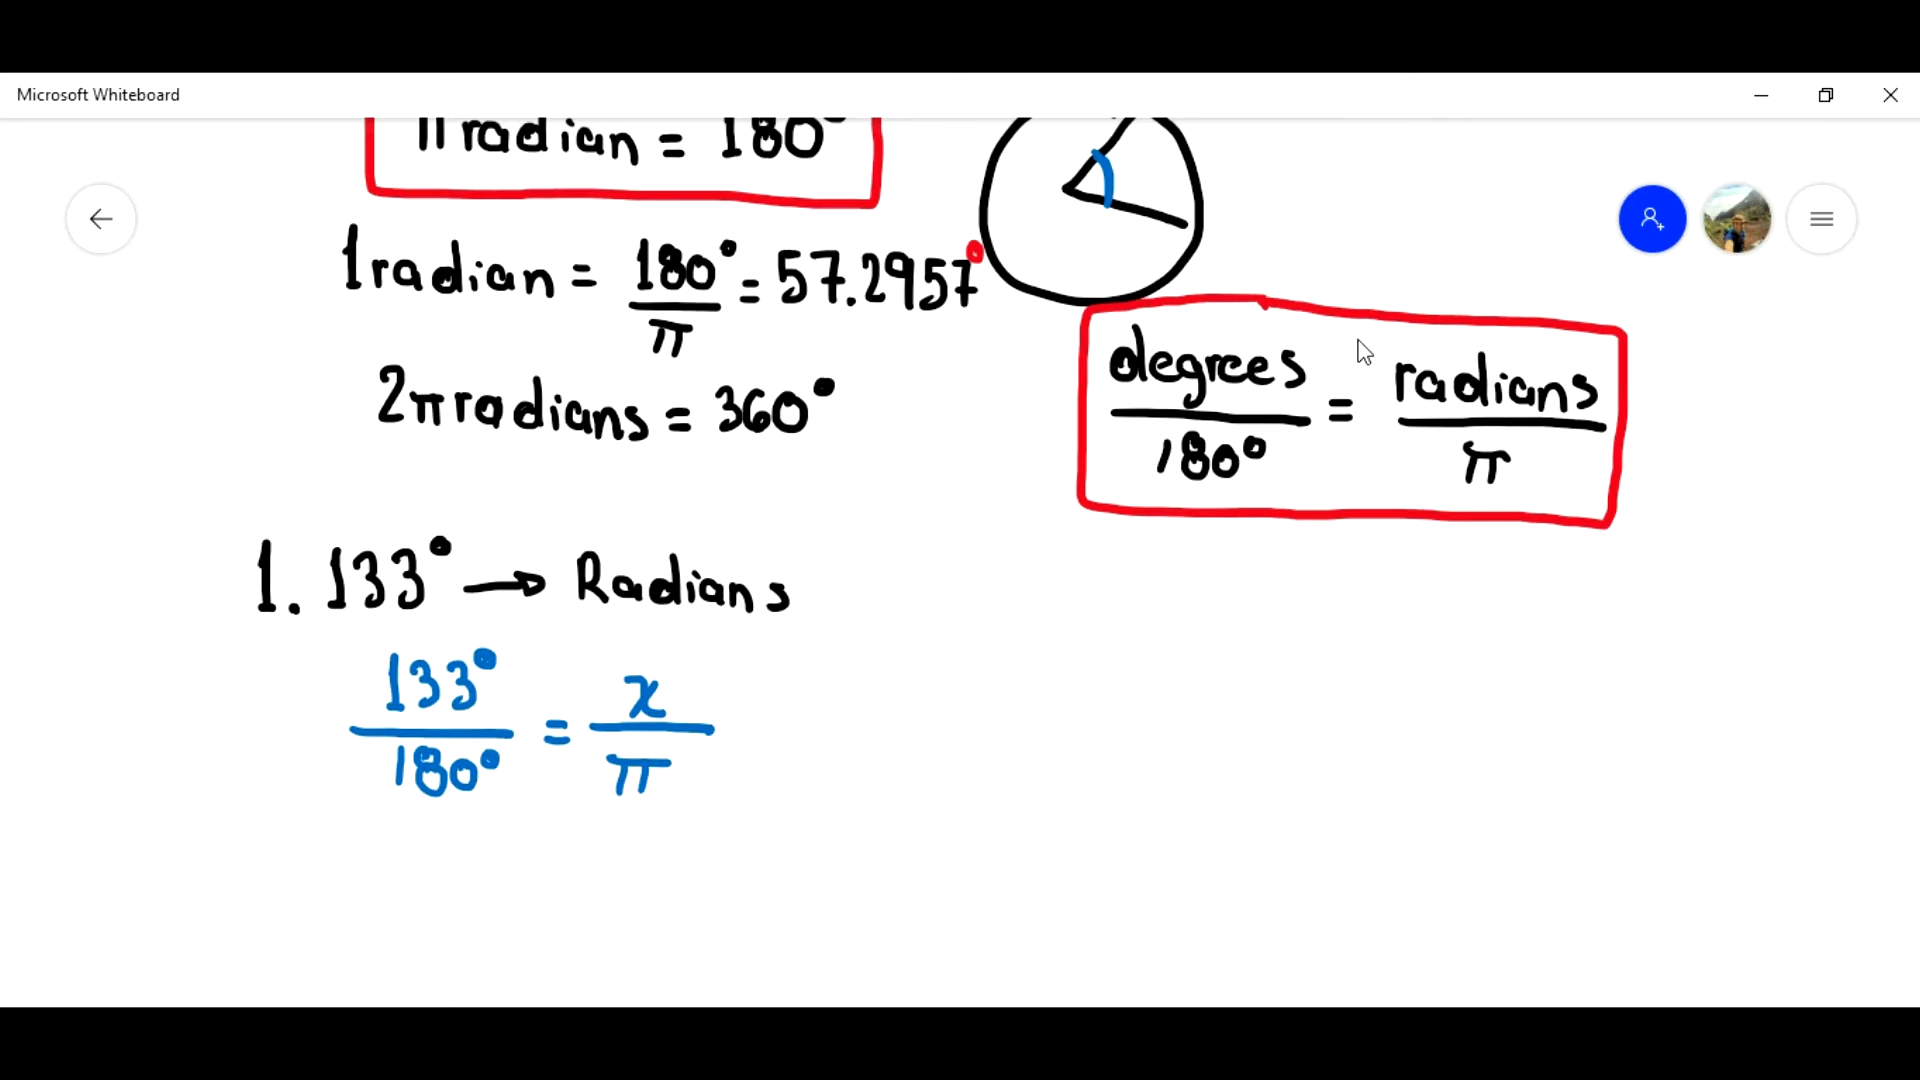 Microsoft Whiteboard
π radian = 180°
1 radian = 180°/π = 57.2957°
2π radians = 360°
degrees/180° = radians/π
1. 133° → Radians
133°/180° = x/π